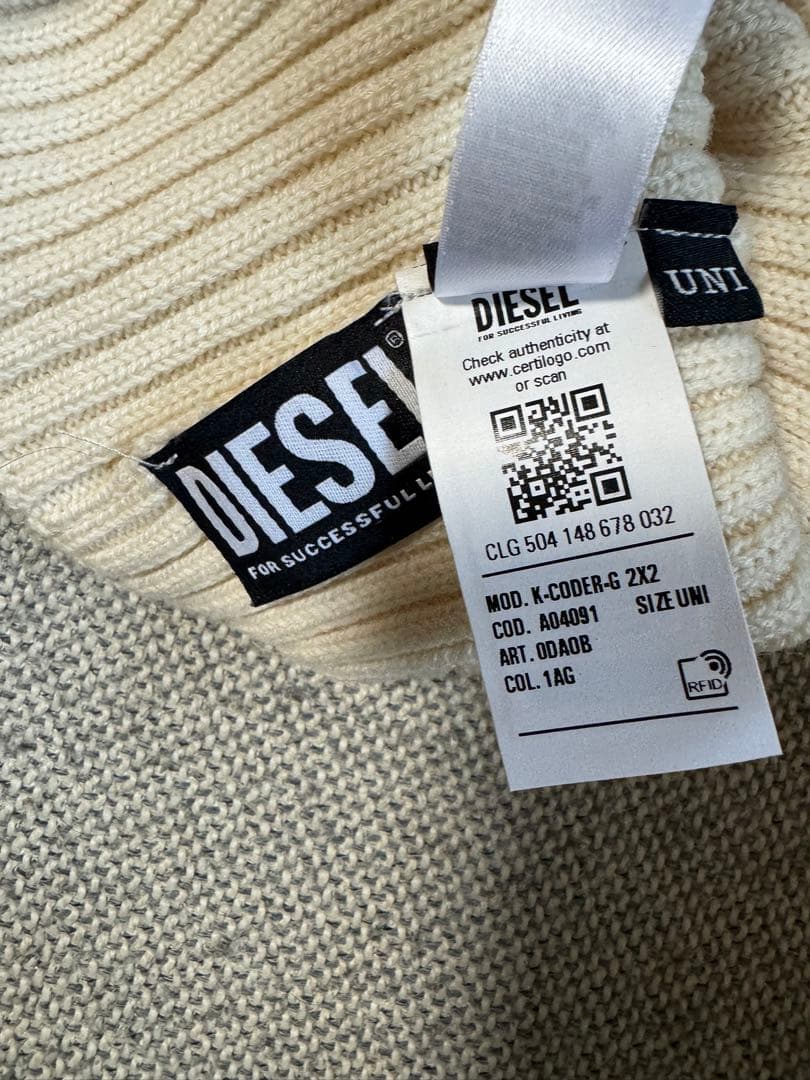 DIESEL
FOR SUCCESSFUL LIVING
Check authenticity at
www.certilogo.com
or scan
CLG 504 148 678 032
MOD. K-CODER-G 2X2
COD. A04091 SIZE UNI
ART. 0DAOB
COL. 1AG
RFID
DIESEL
®
FOR SUCCESSFUL LI
UNI